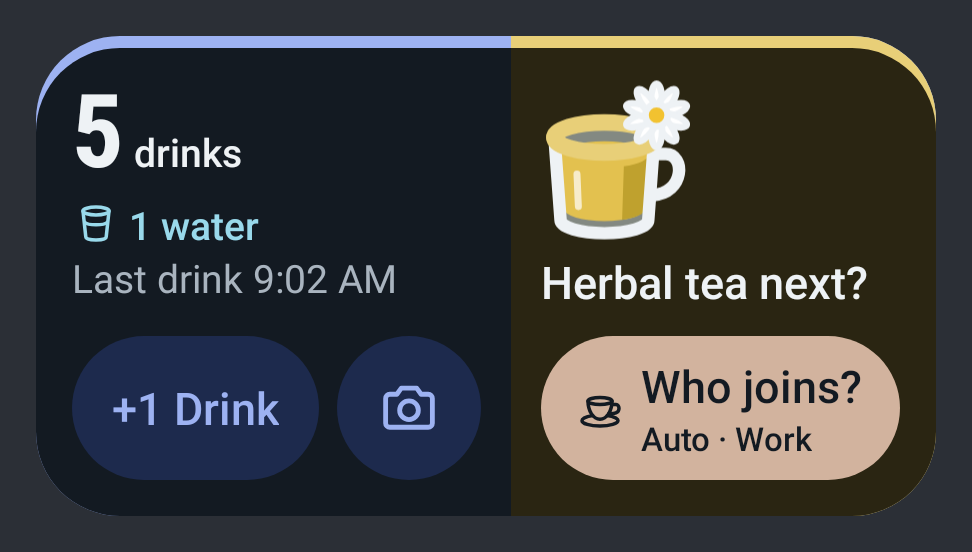 5 drinks
1 water
Last drink 9:02 AM
+1 Drink
Herbal tea next?
Who joins?
Auto · Work